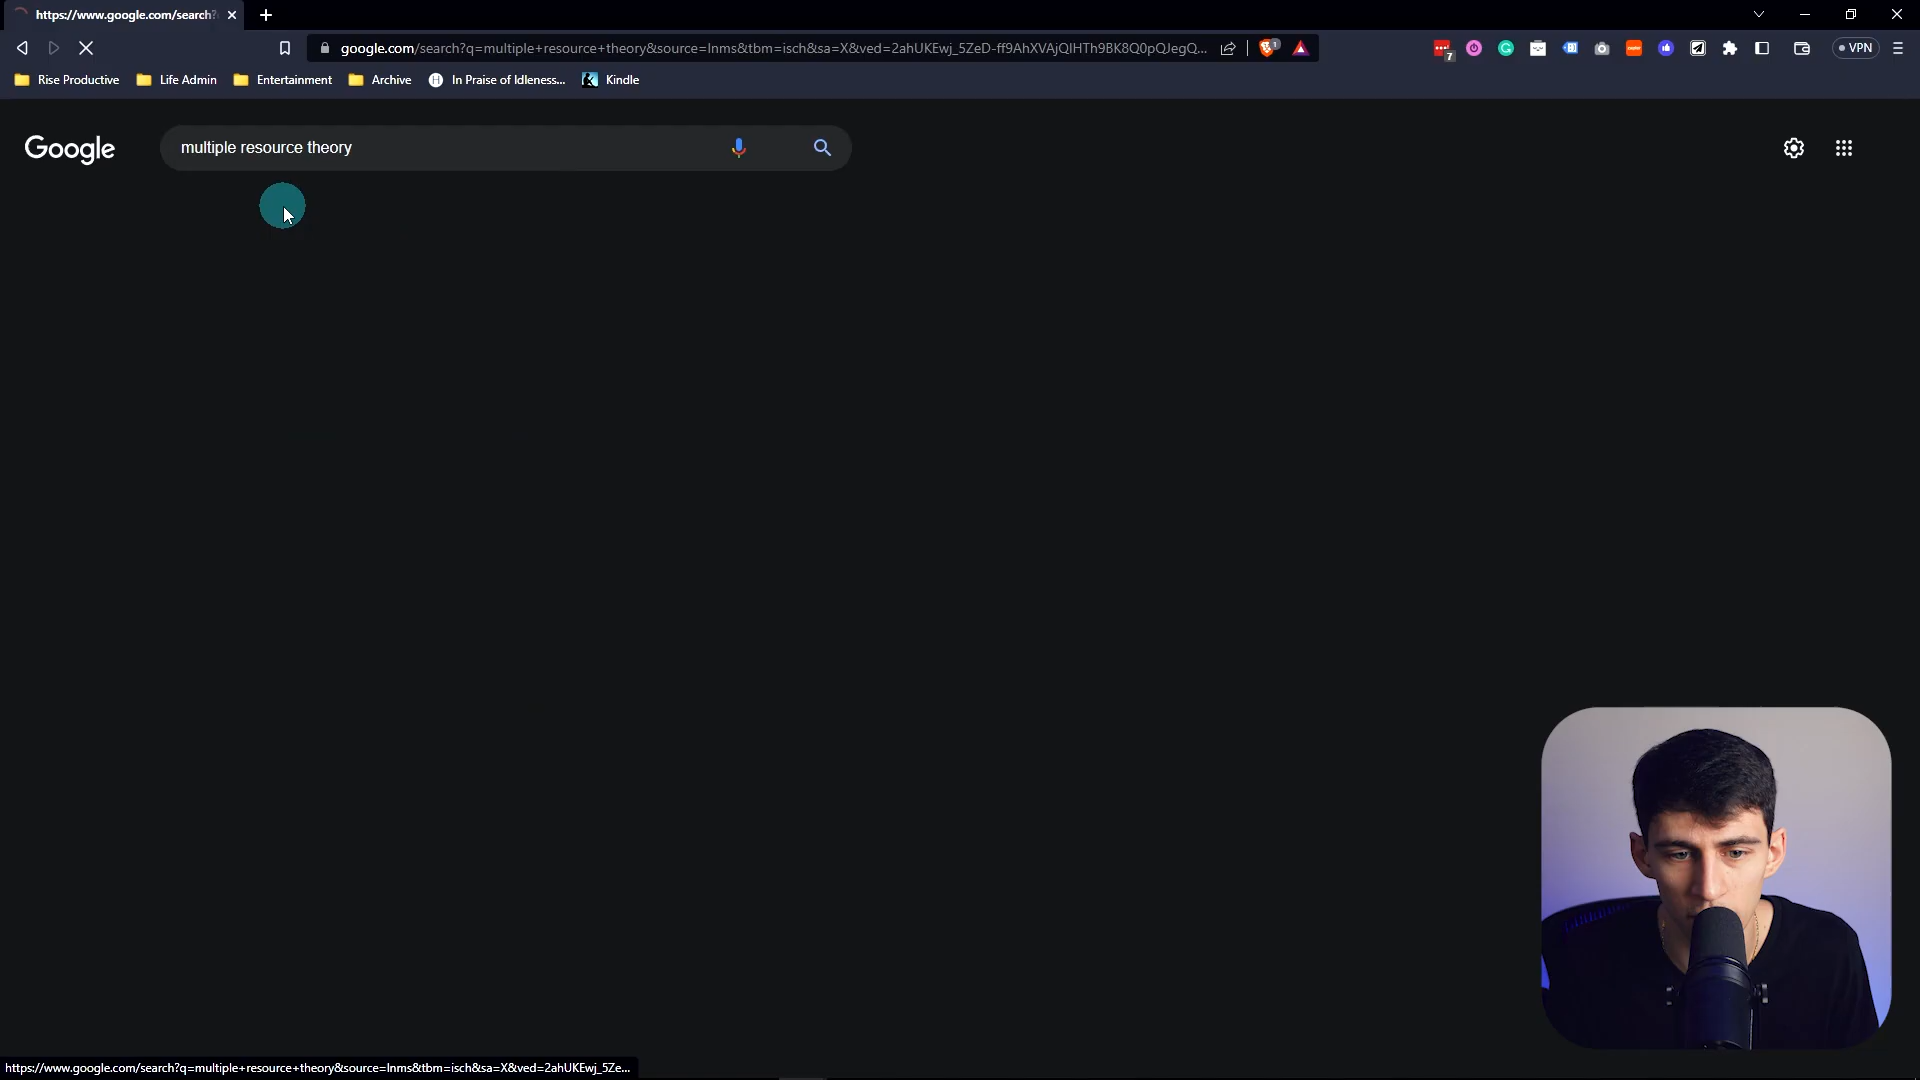 https://www.google.com/search?
google.com/search?q=multiple+resource+theory&source=lnms&tbm=isch&sa=X&ved=2ahUKEwj_5ZeD-ff9AhXVAjQIHTh9BK8Q0pQJegQ...
1
7
VPN
Rise Productive
Life Admin
Entertainment
Archive
H
In Praise of Idleness...
Kindle
Google
multiple resource theory
https://www.google.com/search?q=multiple+resource+theory&source=lnms&tbm=isch&sa=X&ved=2ahUKEwj_5Ze...